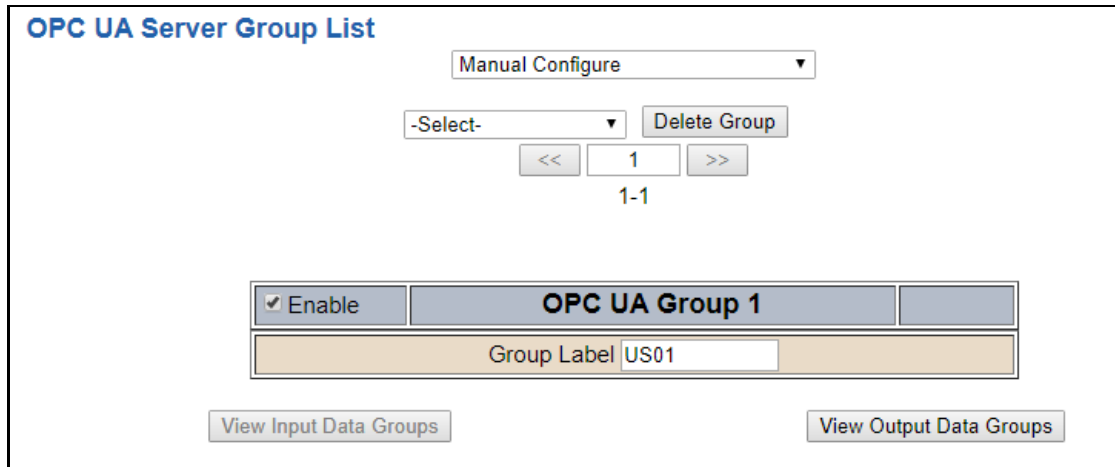 OPC UA Server Group List
Manual Configure
-Select- Delete Group
<< 1 >>
1-1
Enable OPC UA Group 1
Group Label US01
View Input Data Groups View Output Data Groups